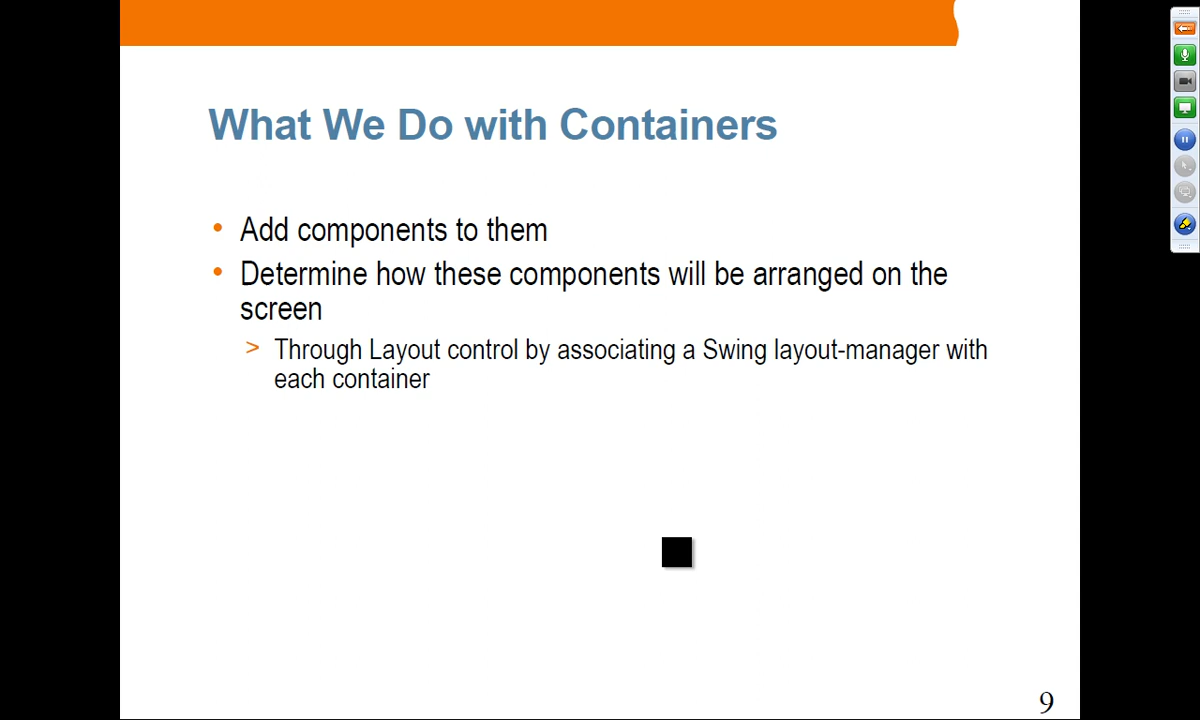 What We Do with Containers
• Add components to them
• Determine how these components will be arranged on the
screen
> Through Layout control by associating a Swing layout-manager with
each container
9